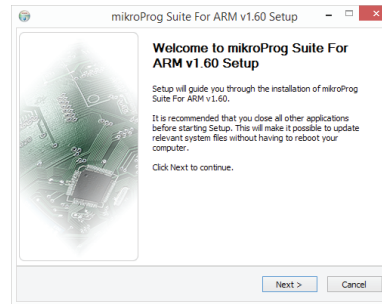 mikroProg Suite For ARM v1.60 Setup
Welcome to mikroProg Suite For
ARM v1.60 Setup
Setup will guide you through the installation of mikroProg
Suite For ARM v1.60.
It is recommended that you close all other applications
before starting Setup. This will make it possible to update
relevant system files without having to reboot your
computer.
Click Next to continue.
Next >
Cancel